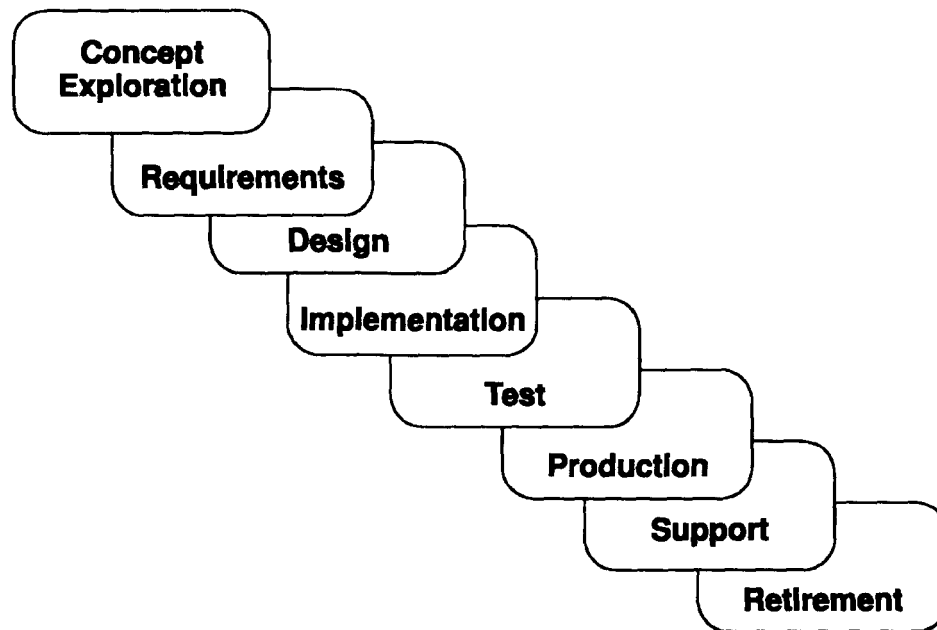 Concept
Exploration
Requirements
Design
Implementation
Test
Production
Support
Retirement